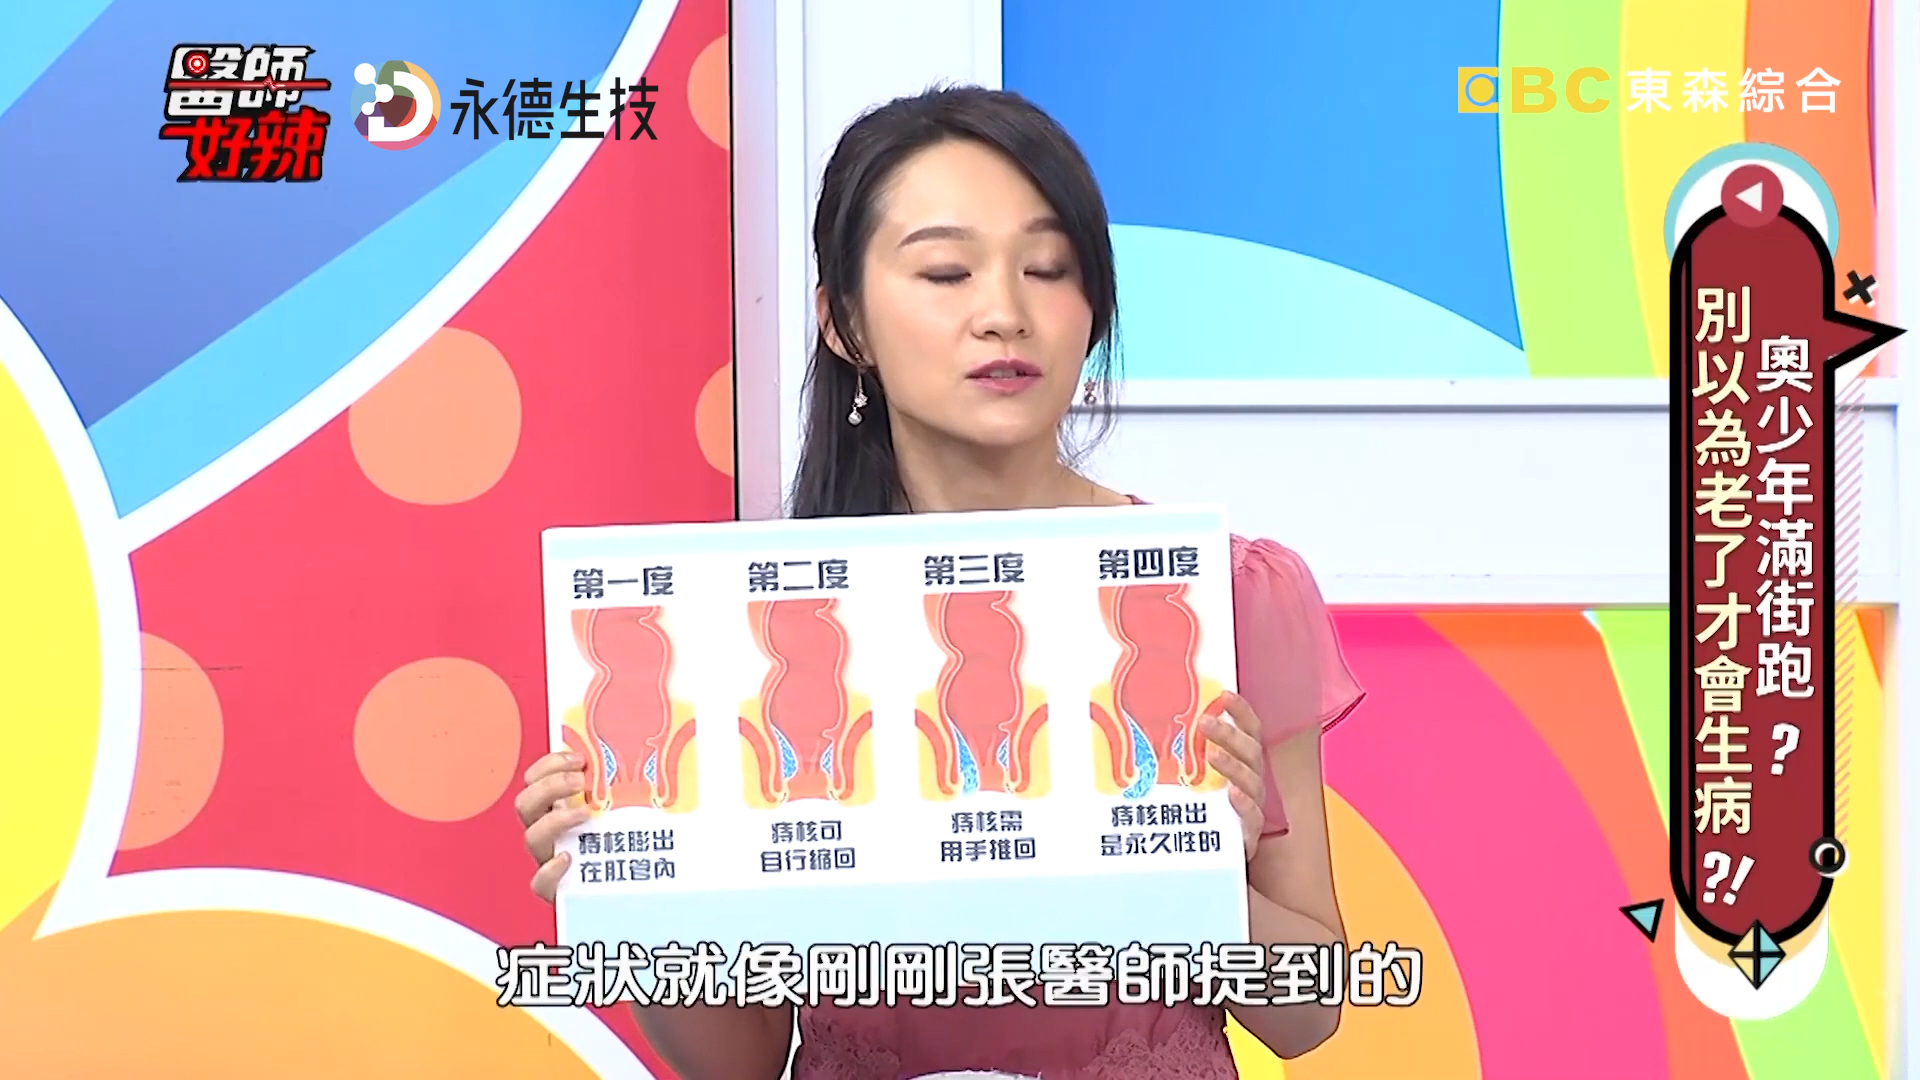 醫師
好辣
永德生技
EBC 東森綜合
奧少年滿街跑?
別以為老了才會生病?!
第一度
第二度
第三度
第四度
痔核膨出
在肛管內
痔核可
自行縮回
痔核需
用手推回
痔核脫出
是永久性的
症狀就像剛剛張醫師提到的